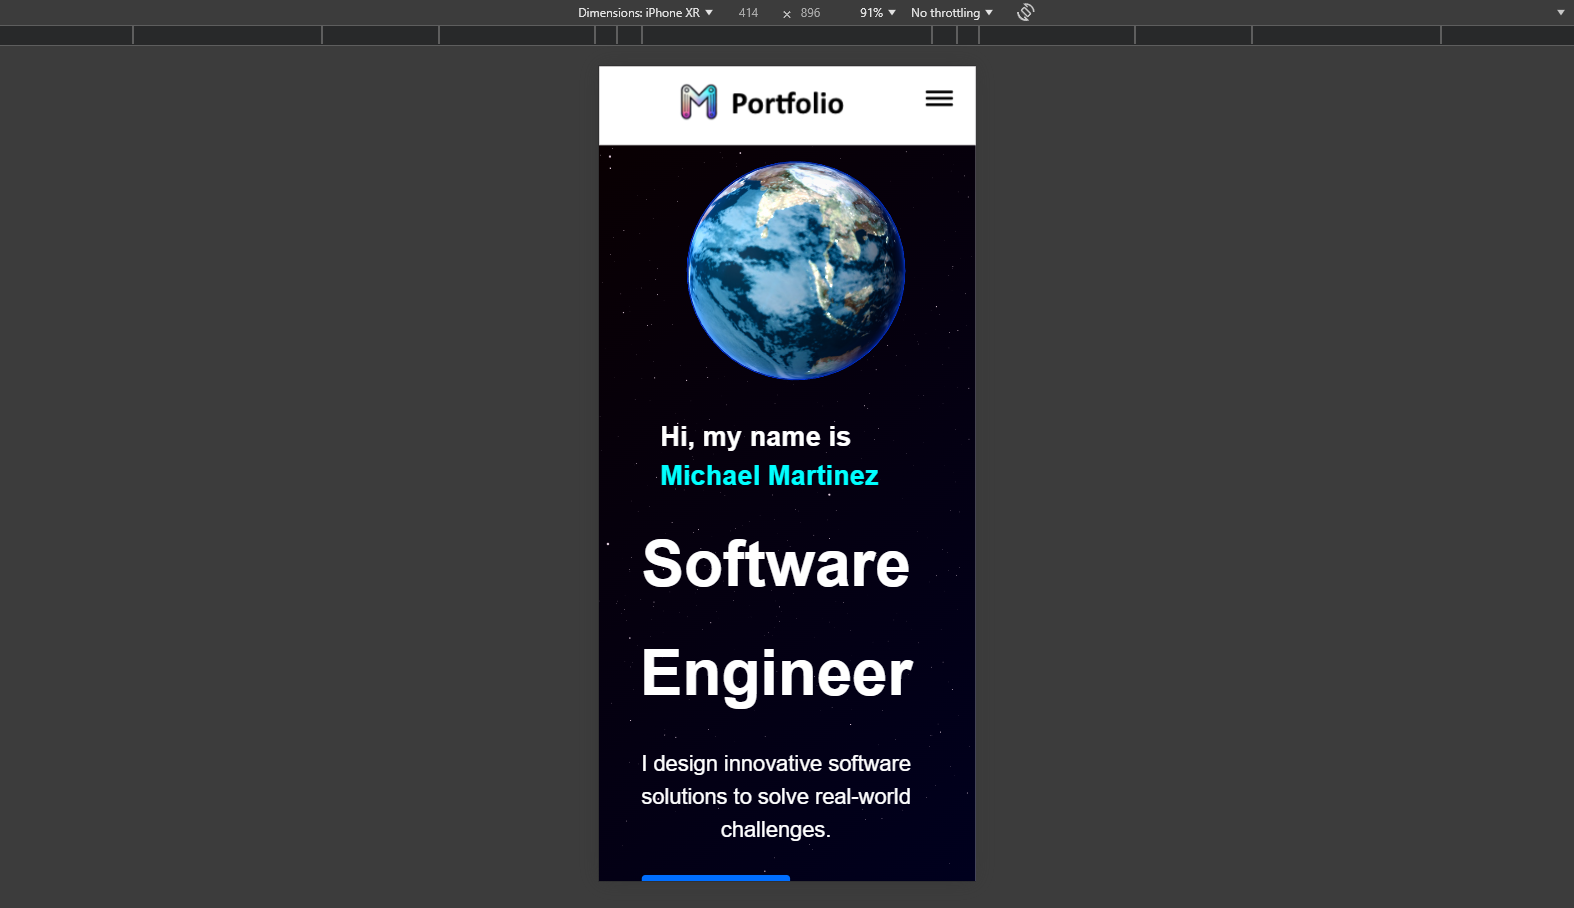 Dimensions: iPhone XR 414 × 896 91% No throttling
M Portfolio
Hi, my name is
Michael Martinez
Software
Engineer
I design innovative software
solutions to solve real-world
challenges.